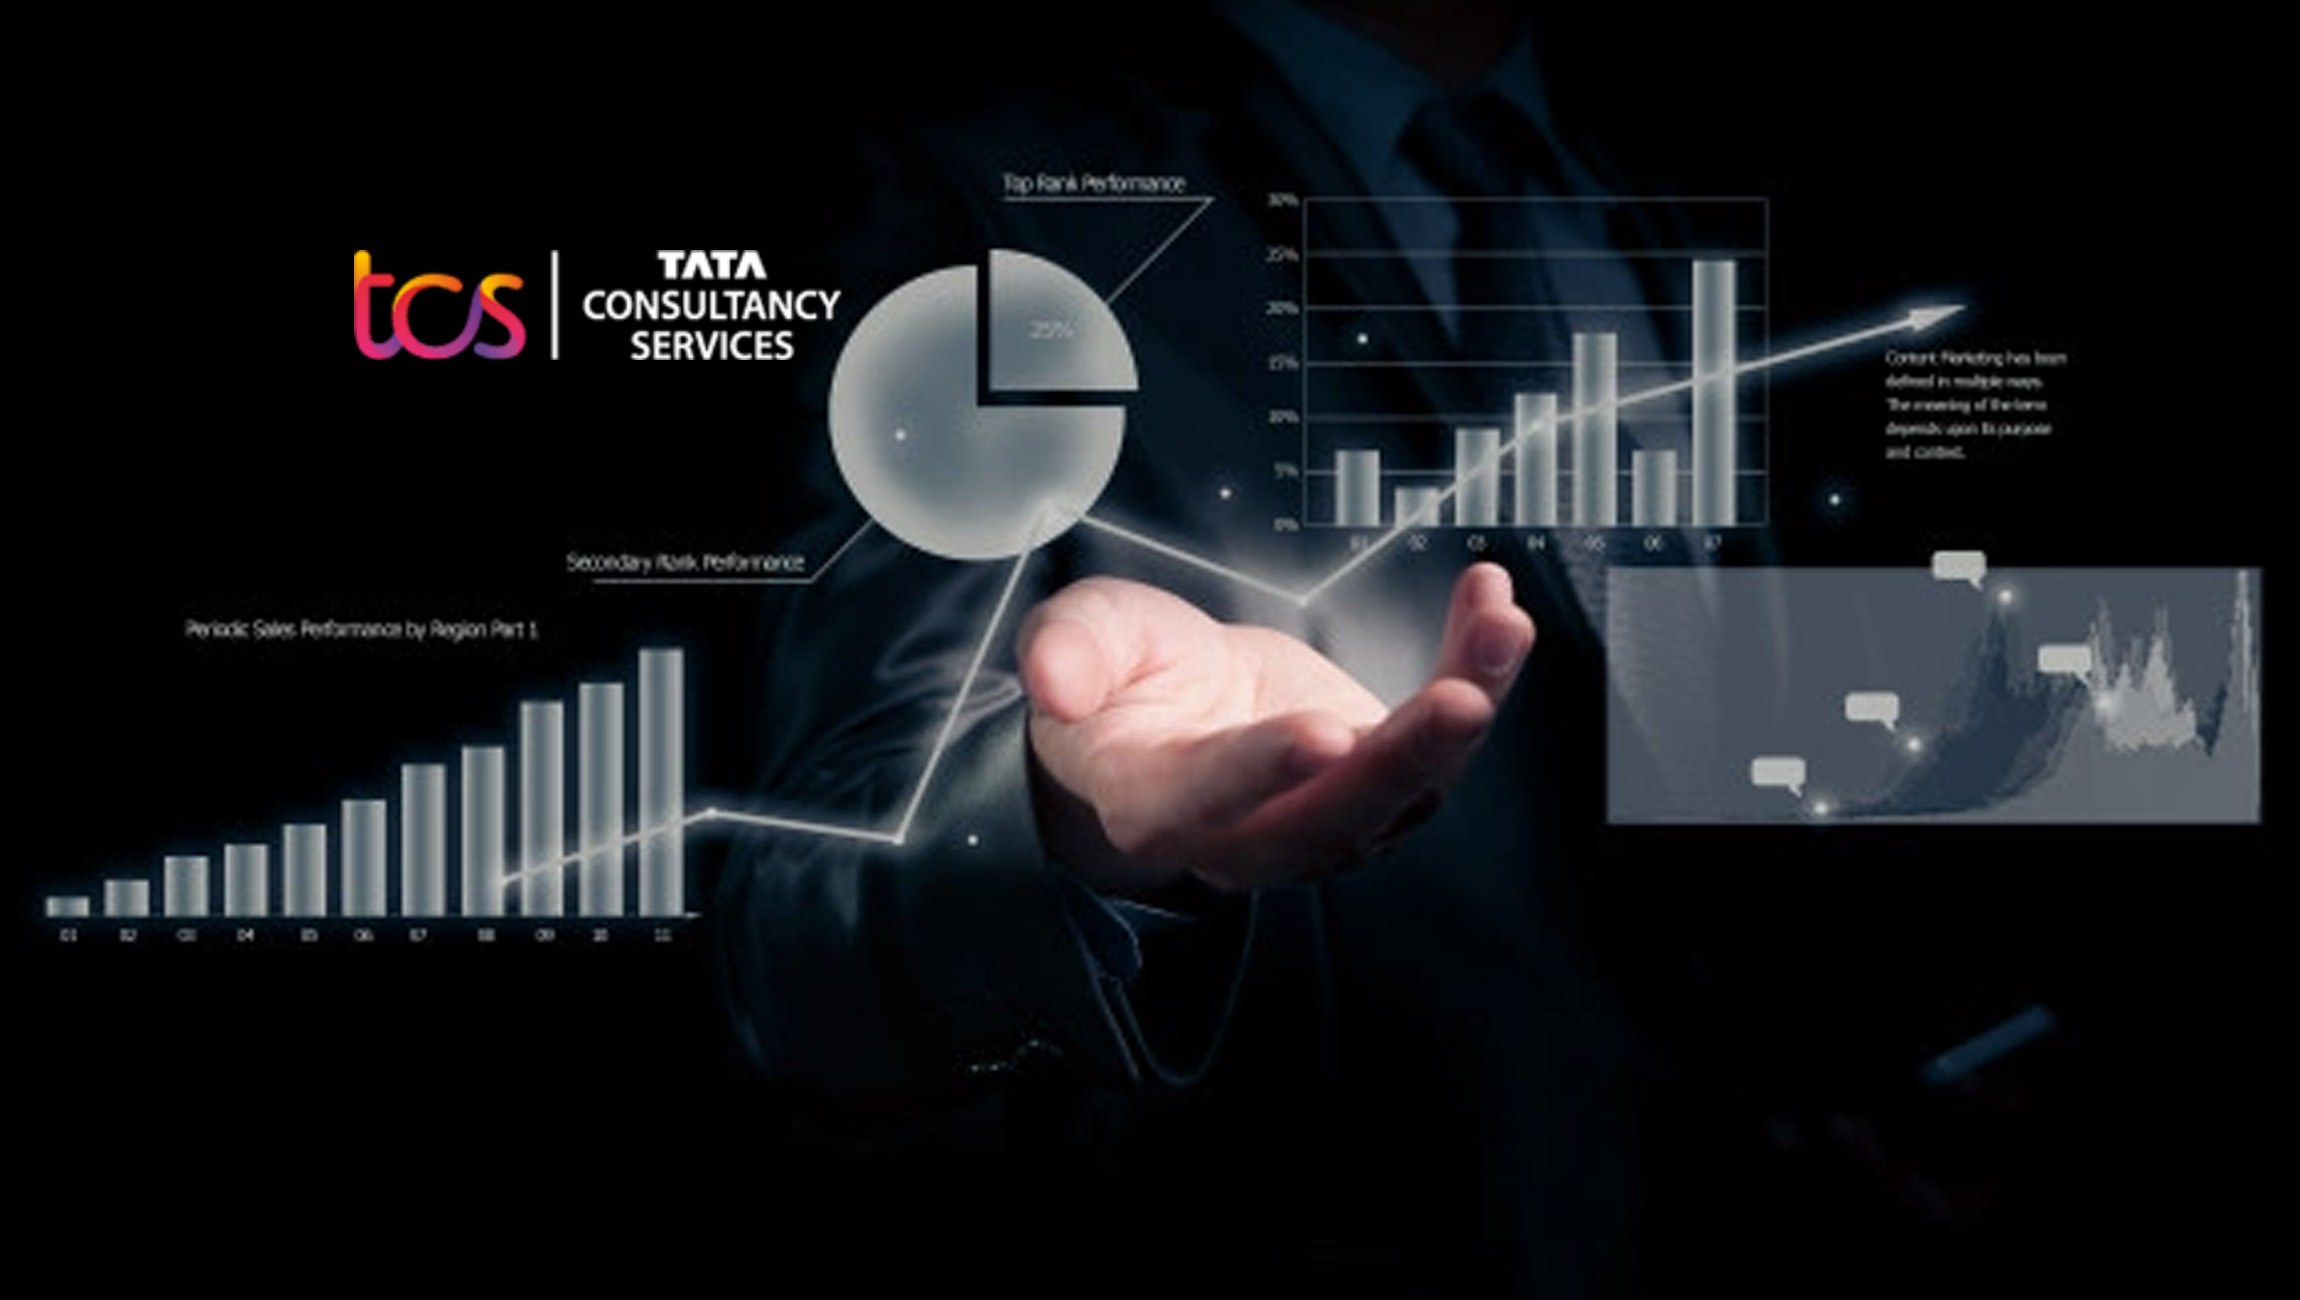 Top Rank Performance
tcs
TATA
CONSULTANCY
SERVICES
25%
30%
25%
20%
15%
10%
5%
0%
01 02 03 04 05 06 07
Content Marketing has been
defined in multiple ways.
The meaning of the term
depends upon its purpose
and context.
Secondary Rank Performance
Periodic Sales Performance by Region Part 1
01 02 03 04 05 06 07 08 09 10 11